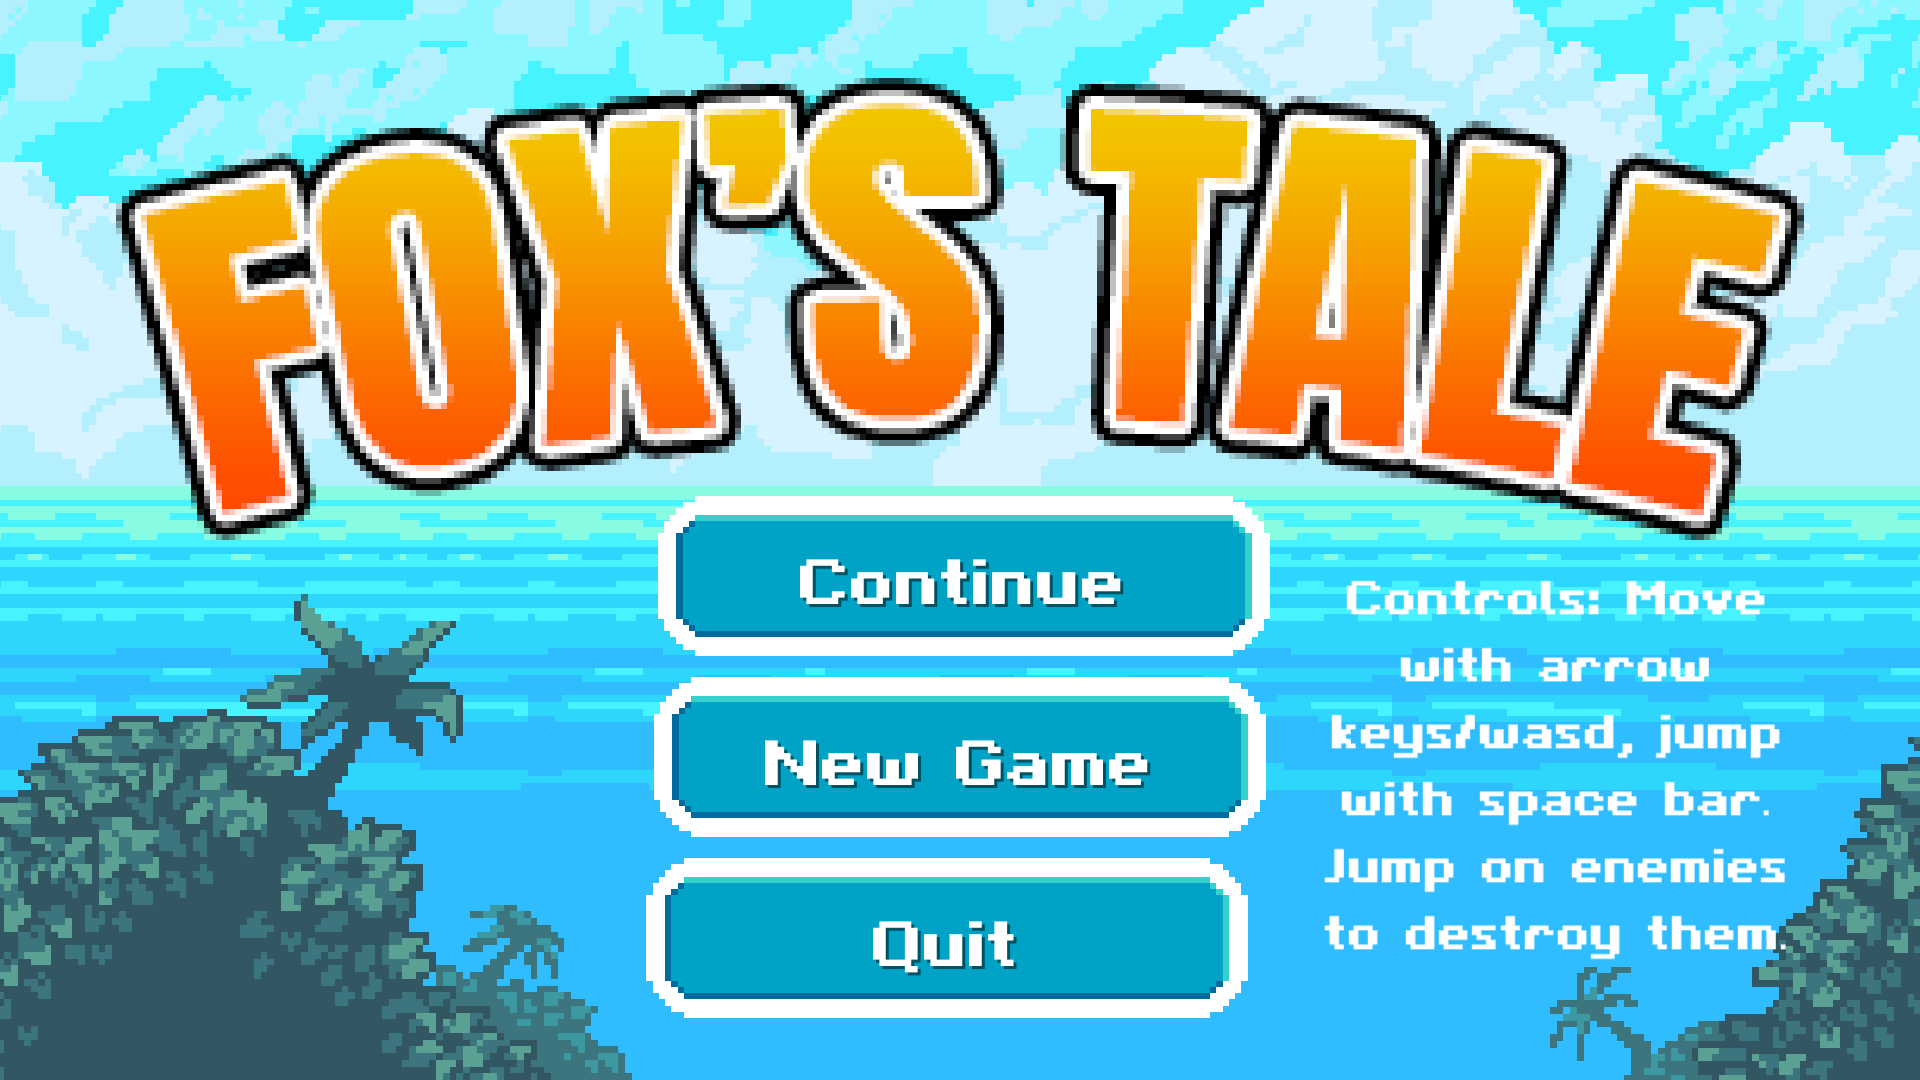 FOX'S TALE
Continue
New Game
Quit
Controls: Move
with arrow
keys/wasd, jump
with space bar.
Jump on enemies
to destroy them.